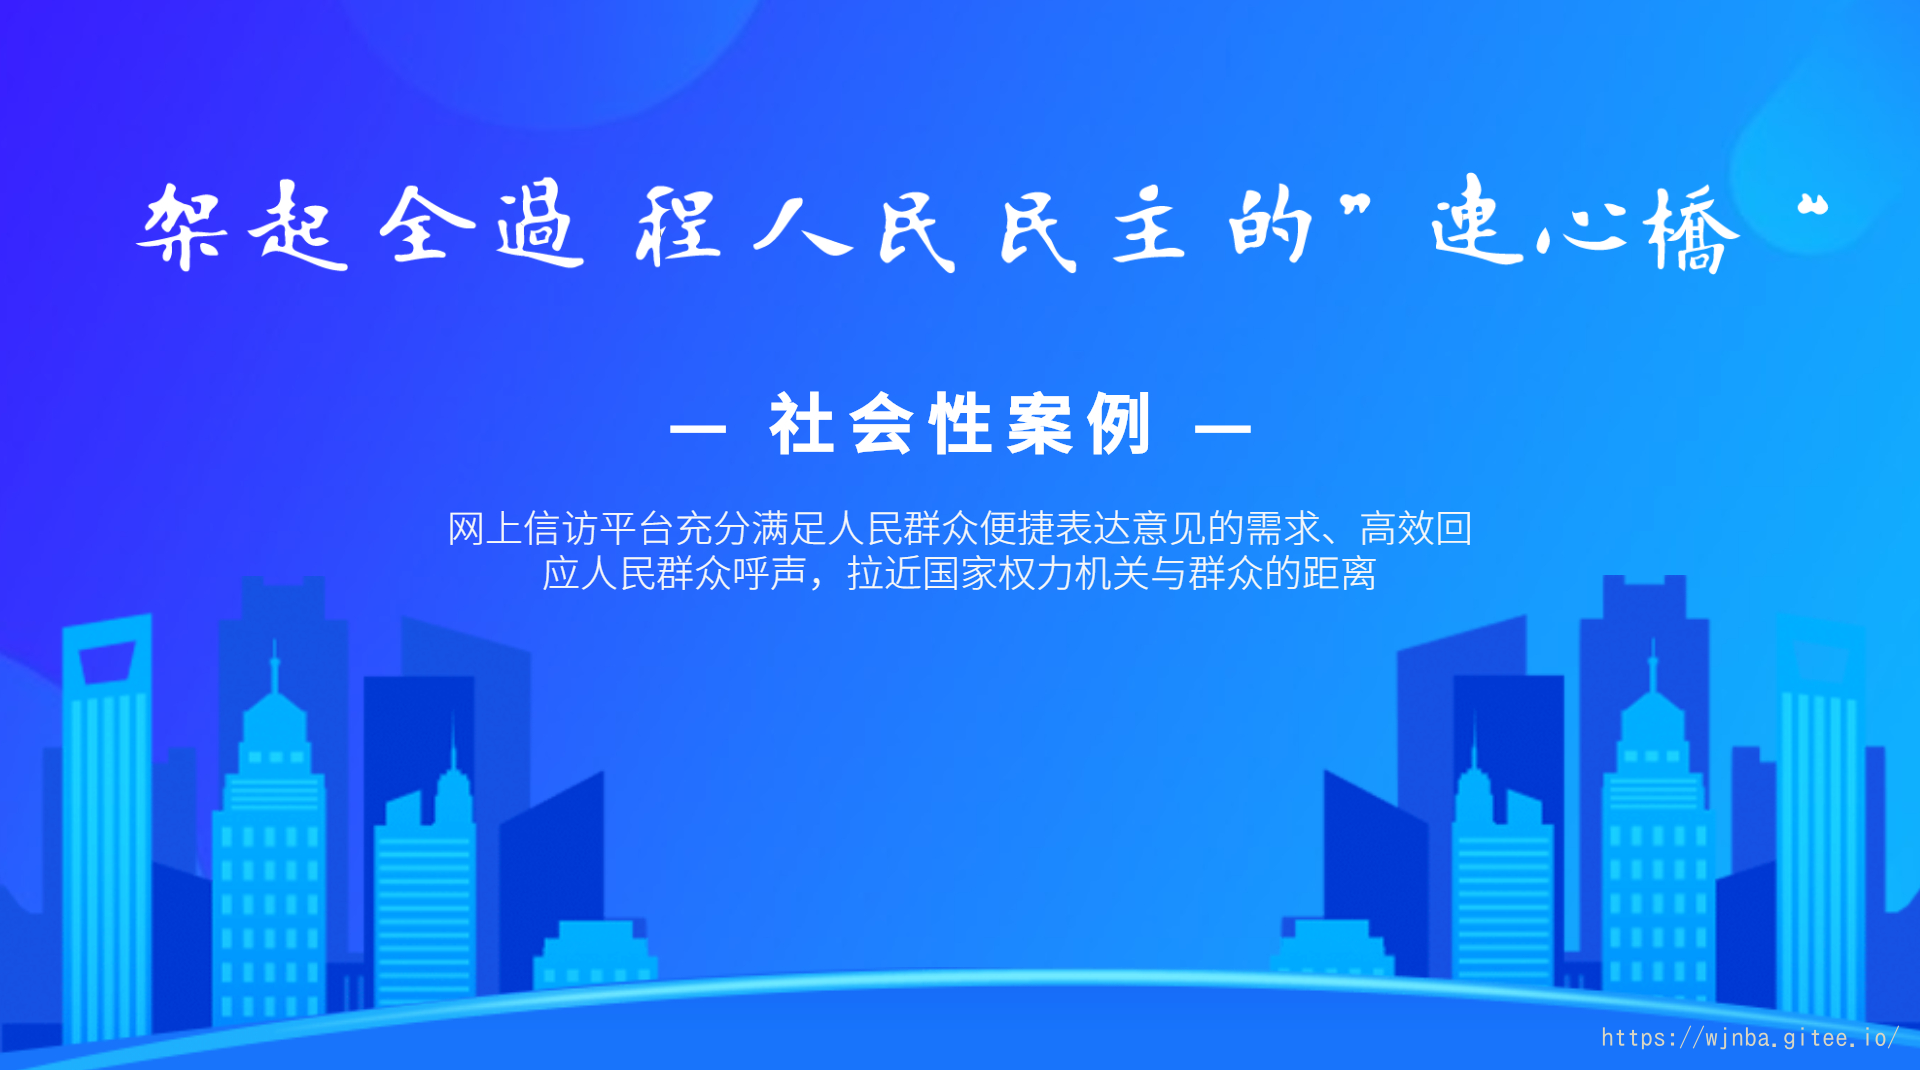 架起全過程人民民主的”連心橋“
— 社会性案例 —
网上信访平台充分满足人民群众便捷表达意见的需求、高效回
应人民群众呼声，拉近国家权力机关与群众的距离
https://wjnba.gitee.io/